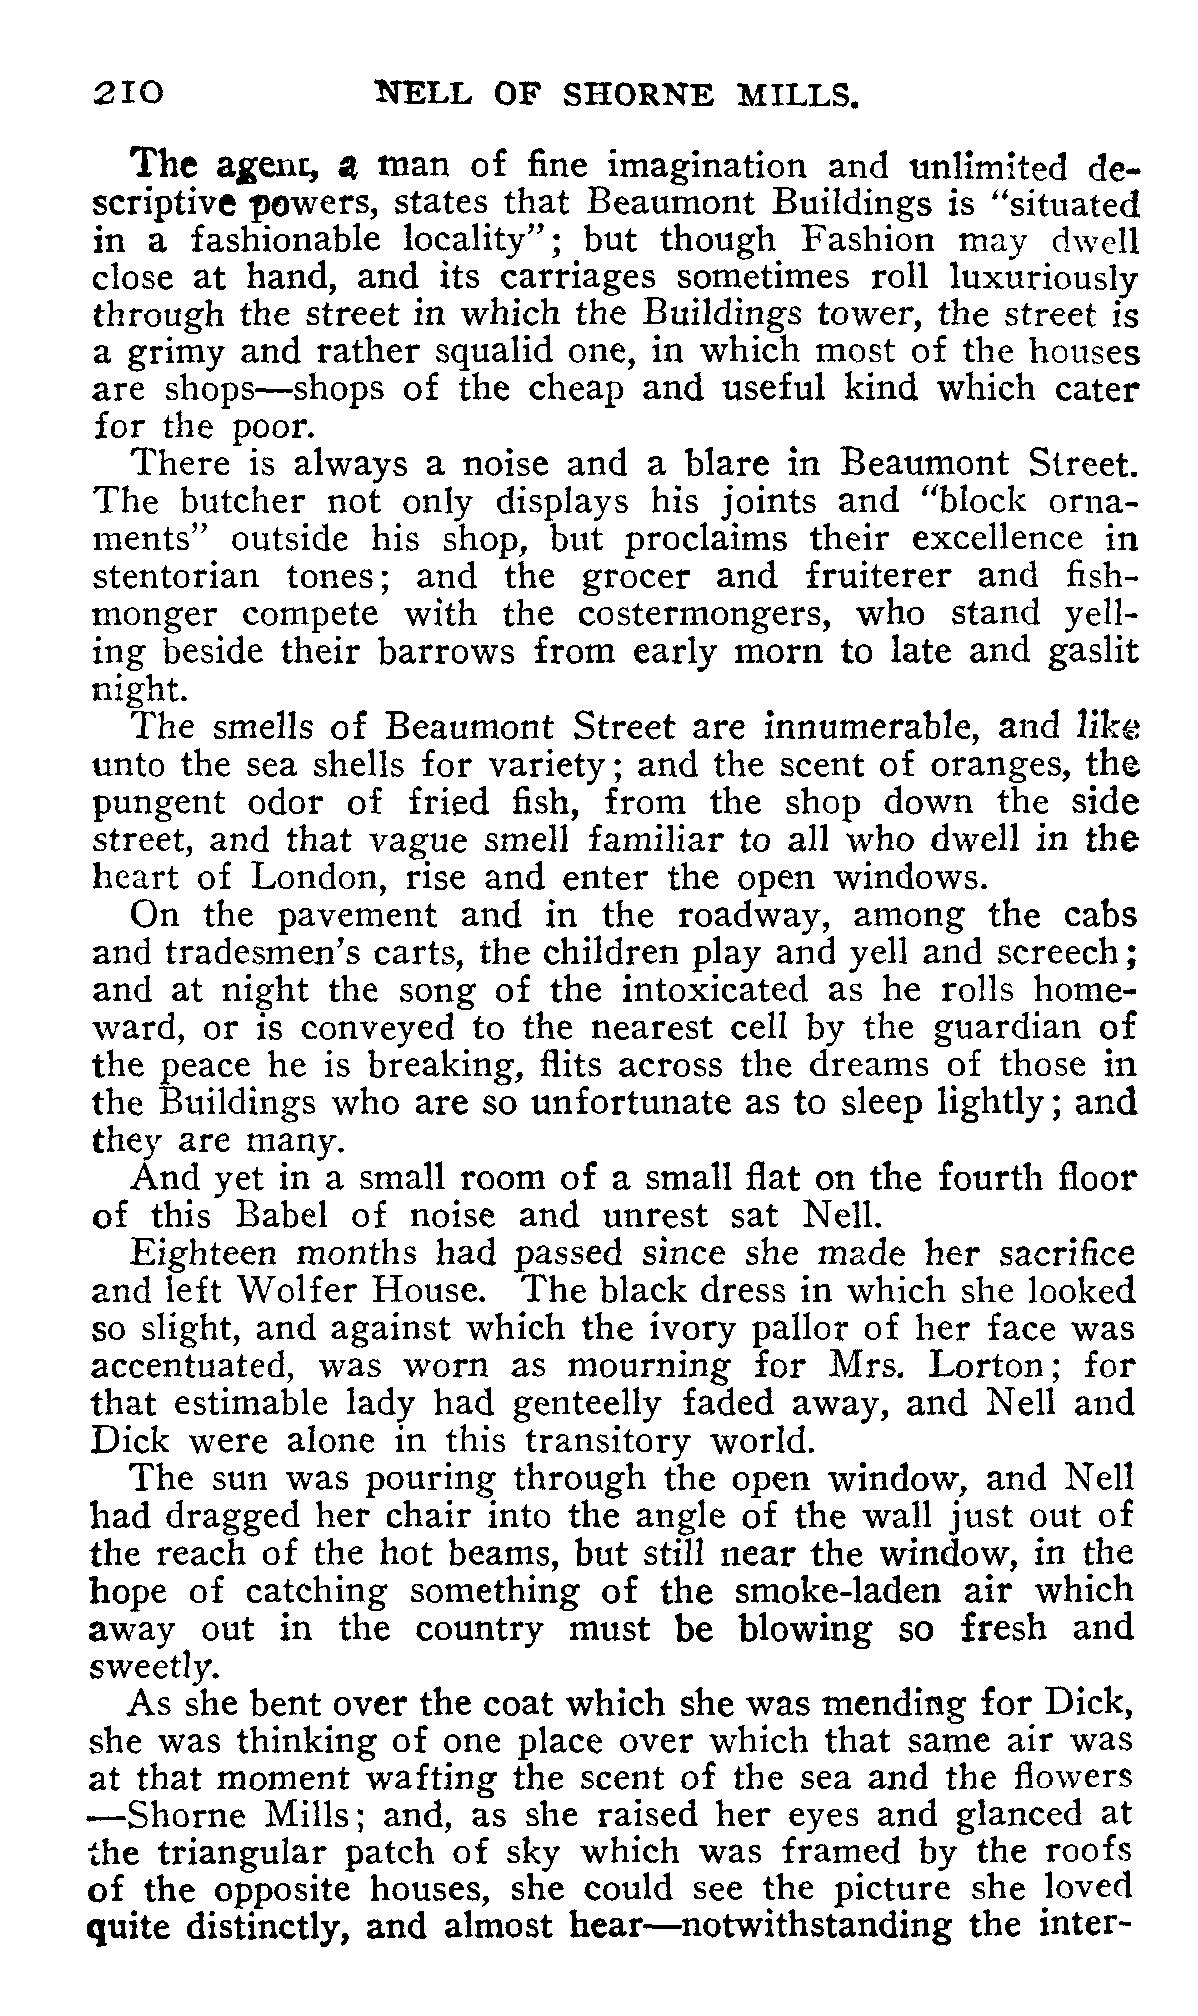 210 NELL OF SHORNE MILLS.
The agent, a man of fine imagination and unlimited de-
scriptive powers, states that Beaumont Buildings is "situated
in a fashionable locality"; but though Fashion may dwell
close at hand, and its carriages sometimes roll luxuriously
through the street in which the Buildings tower, the street is
a grimy and rather squalid one, in which most of the houses
are shops—shops of the cheap and useful kind which cater
for the poor.
There is always a noise and a blare in Beaumont Street.
The butcher not only displays his joints and "block orna-
ments" outside his shop, but proclaims their excellence in
stentorian tones; and the grocer and fruiterer and fish-
monger compete with the costermongers, who stand yell-
ing beside their barrows from early morn to late and gaslit
night.
The smells of Beaumont Street are innumerable, and like
unto the sea shells for variety; and the scent of oranges, the
pungent odor of fried fish, from the shop down the side
street, and that vague smell familiar to all who dwell in the
heart of London, rise and enter the open windows.
On the pavement and in the roadway, among the cabs
and tradesmen's carts, the children play and yell and screech;
and at night the song of the intoxicated as he rolls home-
ward, or is conveyed to the nearest cell by the guardian of
the peace he is breaking, flits across the dreams of those in
the Buildings who are so unfortunate as to sleep lightly; and
they are many.
And yet in a small room of a small flat on the fourth floor
of this Babel of noise and unrest sat Nell.
Eighteen months had passed since she made her sacrifice
and left Wolfer House. The black dress in which she looked
so slight, and against which the ivory pallor of her face was
accentuated, was worn as mourning for Mrs. Lorton; for
that estimable lady had genteelly faded away, and Nell and
Dick were alone in this transitory world.
The sun was pouring through the open window, and Nell
had dragged her chair into the angle of the wall just out of
the reach of the hot beams, but still near the window, in the
hope of catching something of the smoke-laden air which
away out in the country must be blowing so fresh and
sweetly.
As she bent over the coat which she was mending for Dick,
she was thinking of one place over which that same air was
at that moment wafting the scent of the sea and the flowers
—Shorne Mills; and, as she raised her eyes and glanced at
the triangular patch of sky which was framed by the roofs
of the opposite houses, she could see the picture she loved
quite distinctly, and almost hear—notwithstanding the inter-